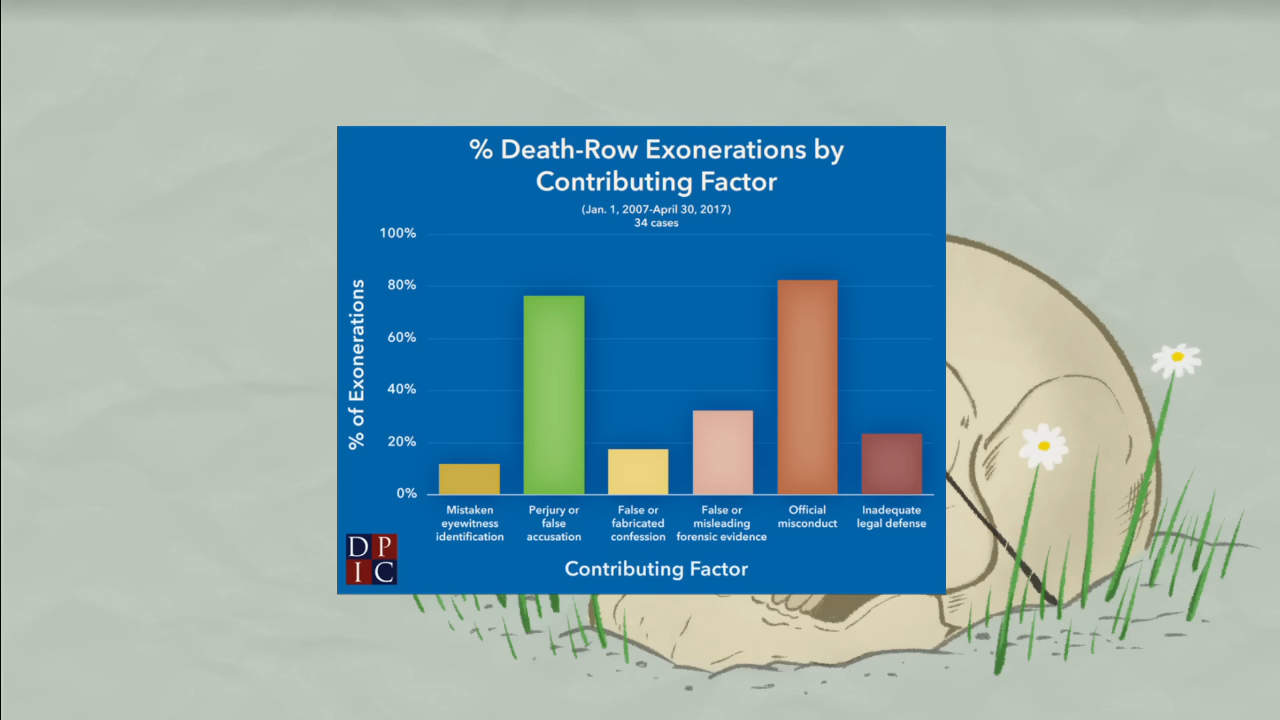 % Death-Row Exonerations by
Contributing Factor
(Jan. 1, 2007-April 30, 2017)
34 cases
100%
80%
60%
40%
20%
0%
% of Exonerations
Mistaken
eyewitness
identification
Perjury or
false
accusation
False or
fabricated
confession
False or
misleading
forensic evidence
Official
misconduct
Inadequate
legal defense
Contributing Factor
D P
I C